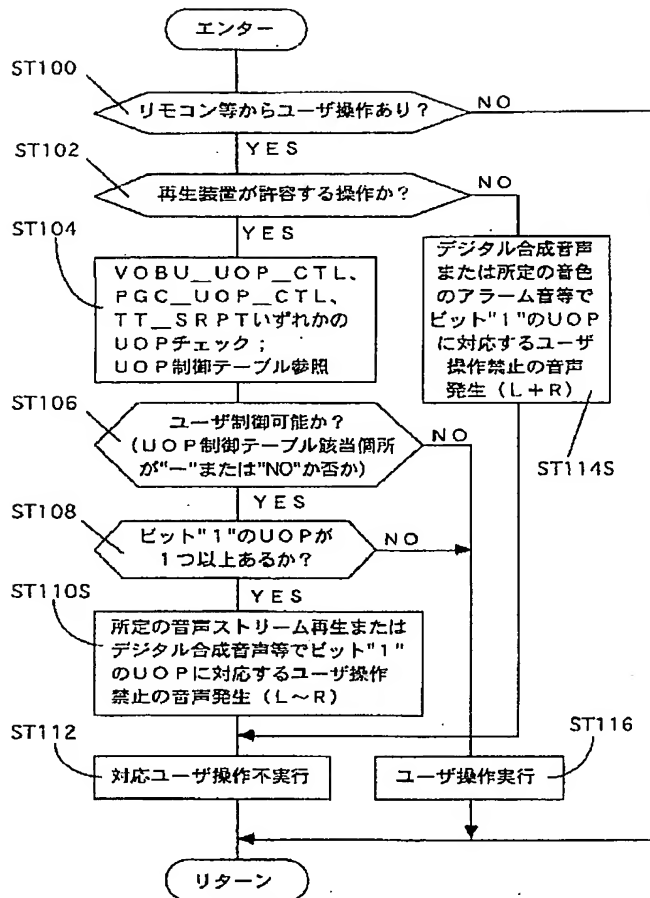 エンター
ST100
リモコン等からユーザ操作あり？
NO
YES
ST102
再生装置が許容する操作か？
NO
YES
ST104
VOBU_UOP_CTL、
PGC_UOP_CTL、
TT_SRPTいずれかの
UOPチェック；
UOP制御テーブル参照
デジタル合成音声
または所定の音色
のアラーム音等で
ビット"1"のUOP
に対応するユーザ
操作禁止の音声
発生（L＋R）
ST114S
ST106
ユーザ制御可能か？
（UOP制御テーブル該当個所
が"ー"または"NO"か否か）
NO
YES
ST108
ビット"1"のUOPが
1つ以上あるか？
NO
YES
ST110S
所定の音声ストリーム再生または
デジタル合成音声等でビット"1"
のUOPに対応するユーザ操作
禁止の音声発生（L～R）
ST112
対応ユーザ操作不実行
ST116
ユーザ操作実行
リターン